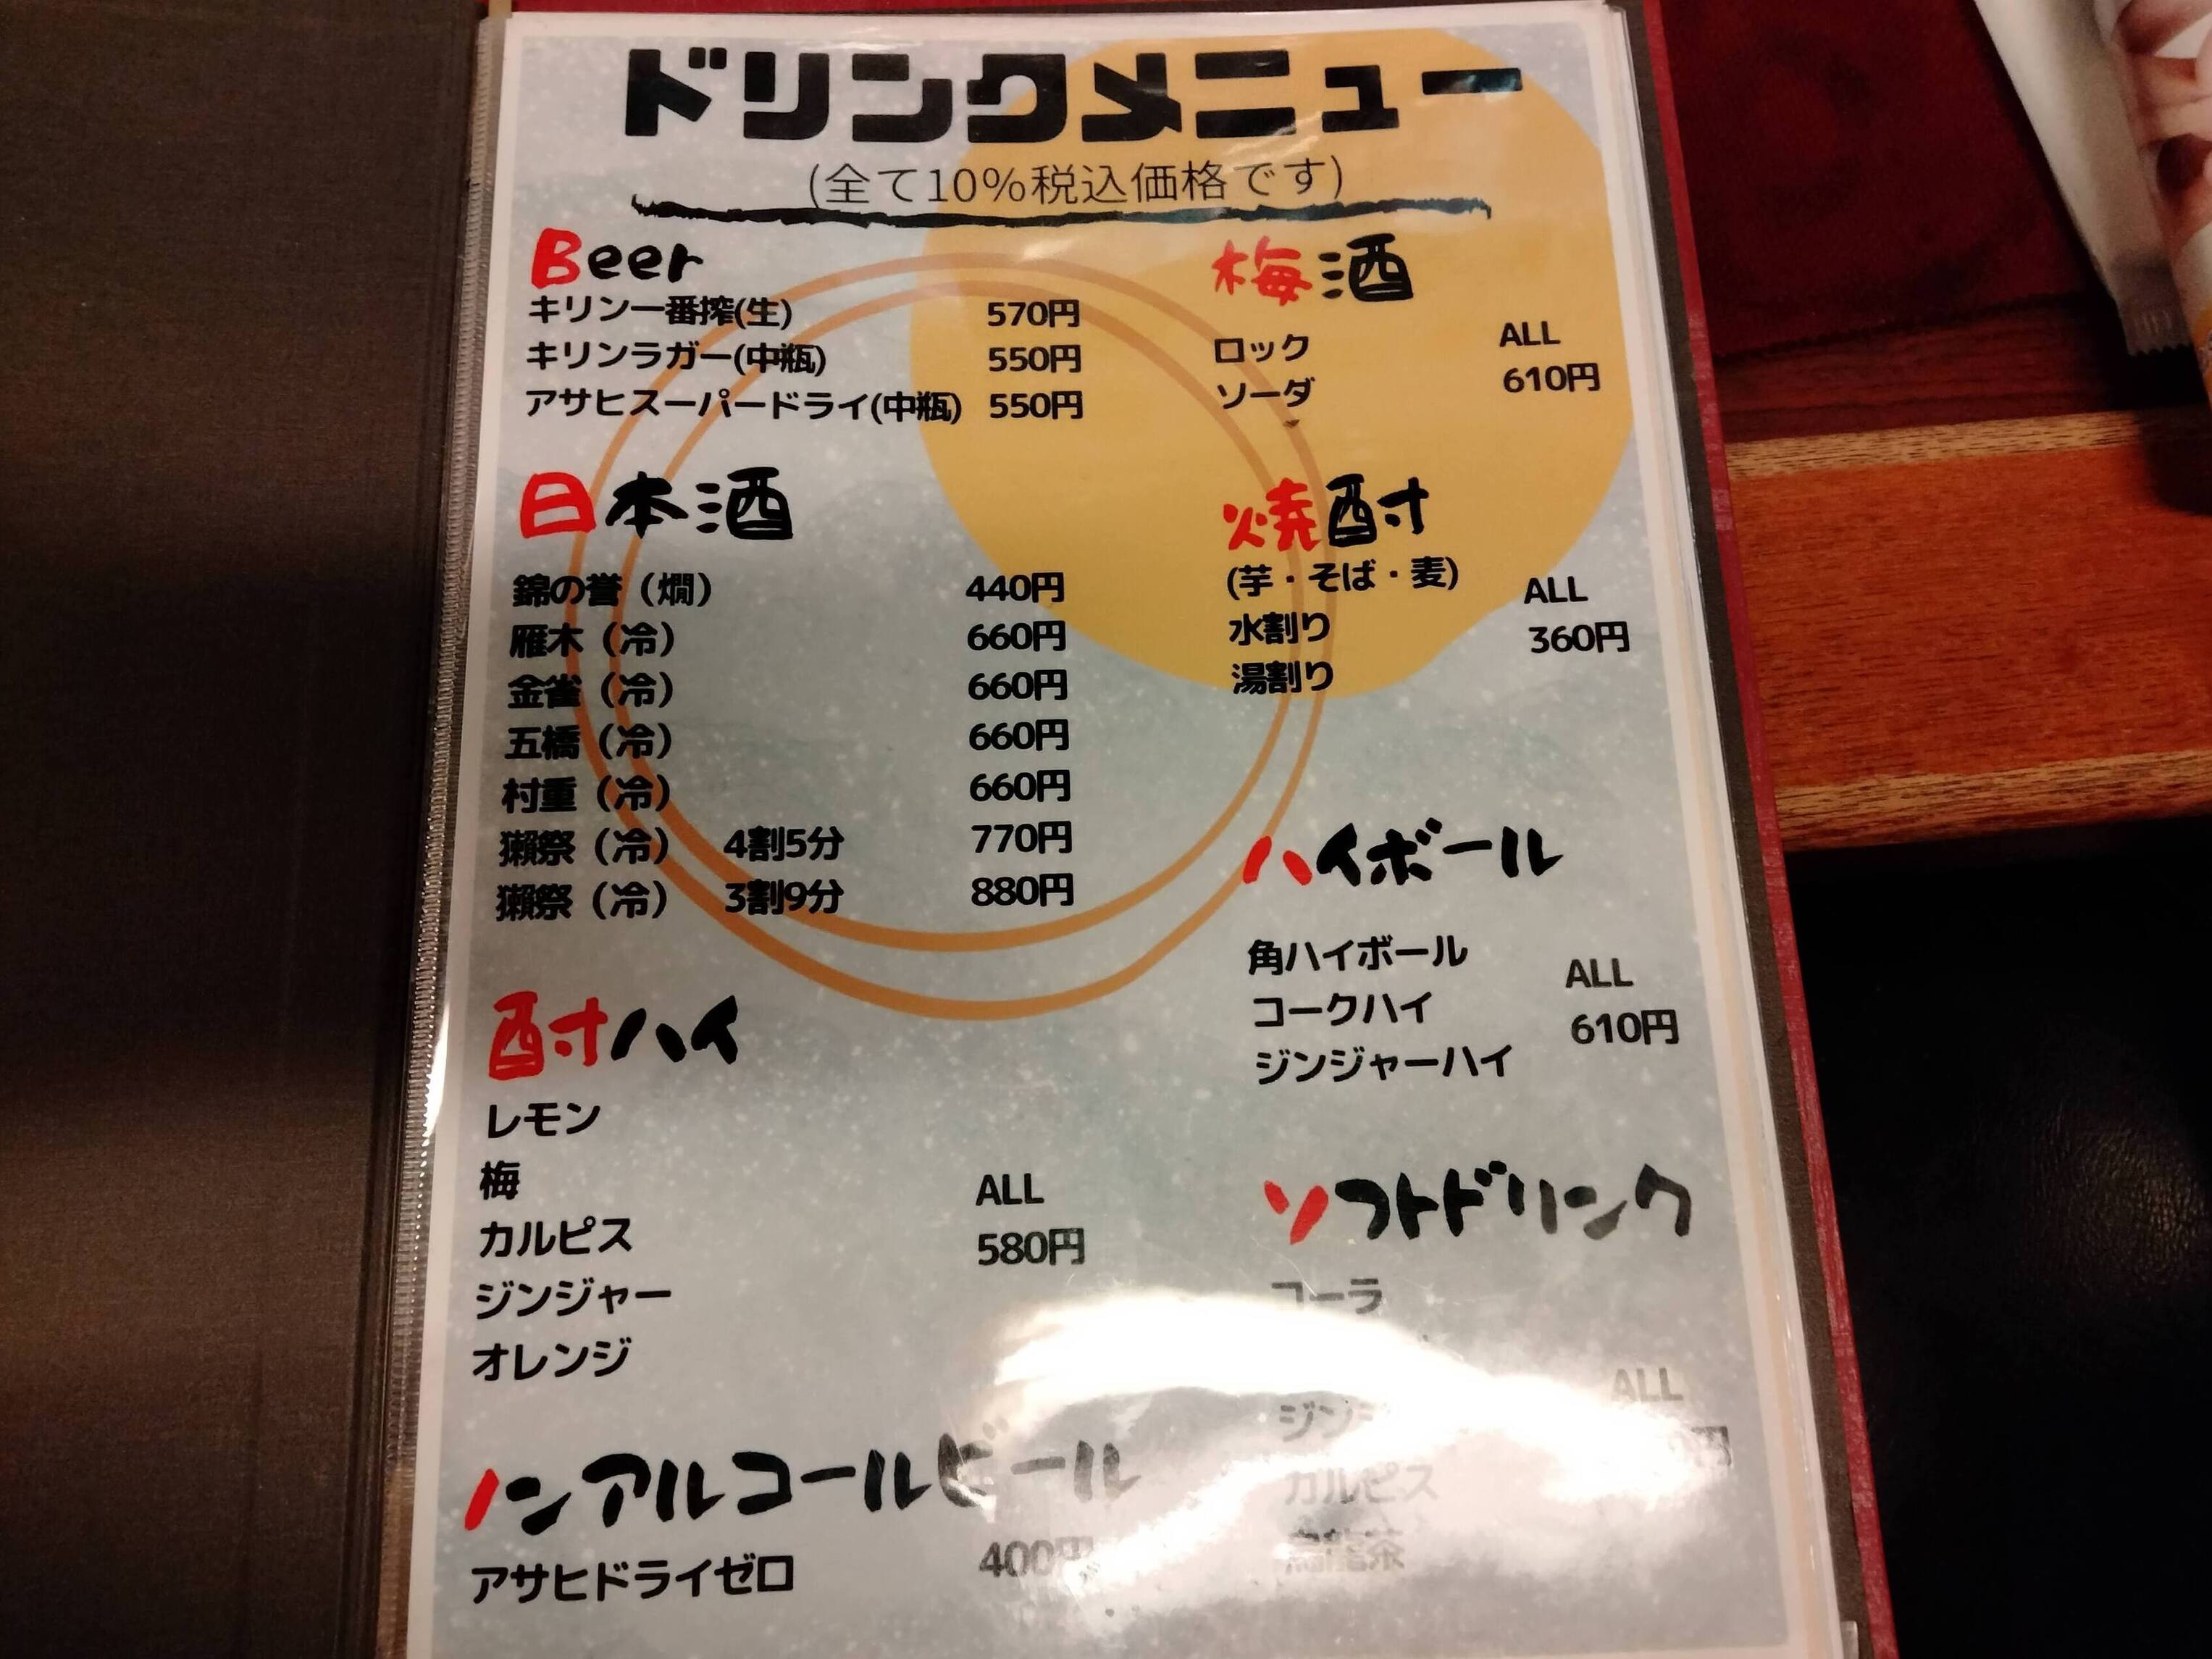 ドリンクメニュー
(全て10%税込価格です)
Beer
キリン一番搾(生) 570円
キリンラガー(中瓶) 550円
アサヒスーパードライ(中瓶) 550円
日本酒
錦の誉（燗） 440円
雁木（冷） 660円
金雀（冷） 660円
五橋（冷） 660円
村重（冷） 660円
獺祭（冷） 4割5分 770円
獺祭（冷） 3割9分 880円
酎ハイ
レモン
梅
カルピス
ジンジャー
オレンジ
ALL
580円
ノンアルコールビール
アサヒドライゼロ 400円
梅酒
ロック
ソーダ
ALL
610円
焼酎
(芋・そば・麦)
水割り
湯割り
ALL
360円
ハイボール
角ハイボール
コークハイ
ジンジャーハイ
ALL
610円
ソフトドリンク
コーラ
カルピス
烏龍茶
ALL